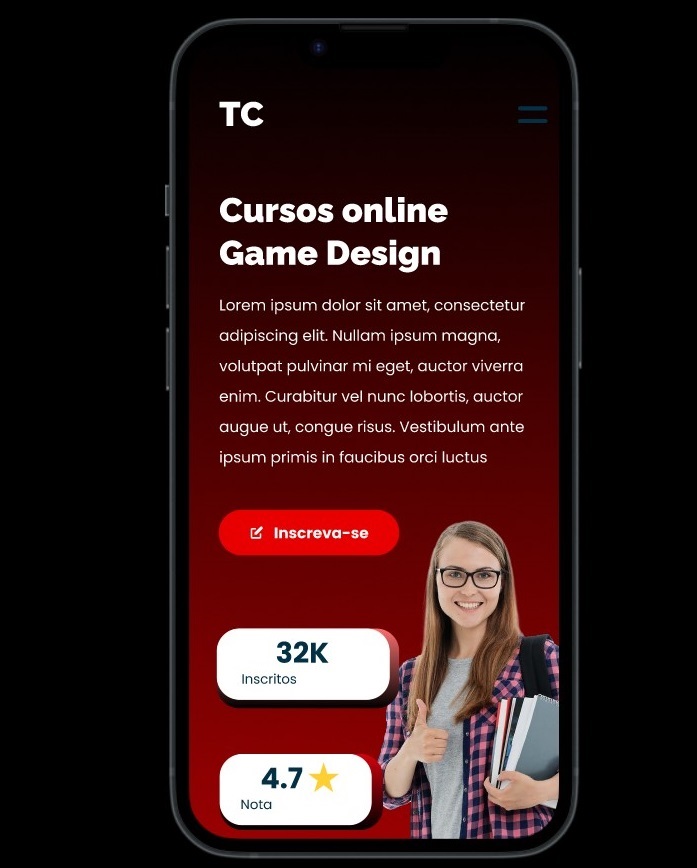 TC
Cursos online
Game Design
Lorem ipsum dolor sit amet, consectetur
adipiscing elit. Nullam ipsum magna,
volutpat pulvinar mi eget, auctor viverra
enim. Curabitur vel nunc lobortis, auctor
augue ut, congue risus. Vestibulum ante
ipsum primis in faucibus orci luctus
Inscreva-se
32K
Inscritos
4.7
Nota